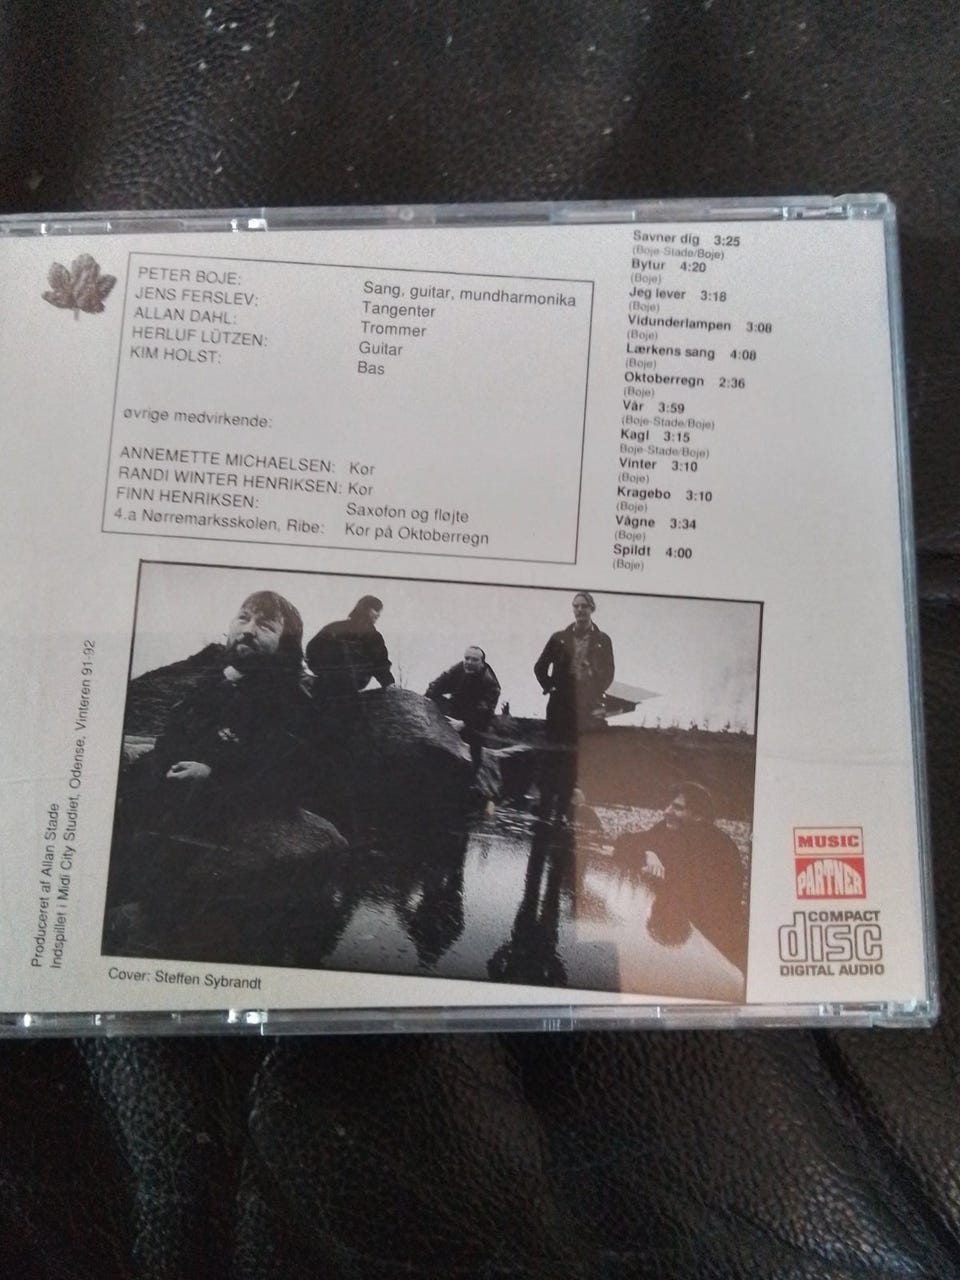 PETER BOJE: Sang, guitar, mundharmonika
JENS FERSLEV: Tangenter
ALLAN DAHL: Trommer
HERLUF LÜTZEN: Guitar
KIM HOLST: Bas
øvrige medvirkende:
ANNEMETTE MICHAELSEN: Kor
RANDI WINTER HENRIKSEN: Kor
FINN HENRIKSEN: Saxofon og fløjte
4.a Nørremarksskolen, Ribe: Kor på Oktoberregn
Savner dig 3:25
(Boje-Stade/Boje)
Bytur 4:20
(Boje)
Jeg lever 3:18
(Boje)
Vidunderlampen 3:08
(Boje)
Lærkens sang 4:08
(Boje)
Oktoberregn 2:36
(Boje)
Vår 3:59
(Boje-Stade/Boje)
Kagl 3:15
Boje-Stade/Boje)
Vinter 3:10
(Boje)
Kragebo 3:10
(Boje)
Vågne 3:34
(Boje)
Spildt 4:00
(Boje)
Produceret af Allan Stade
Indspillet i Midi City Studiet, Odense, Vinteren 91-92
Cover: Steffen Sybrandt
MUSIC
PARTNER
COMPACT
disc
DIGITAL AUDIO